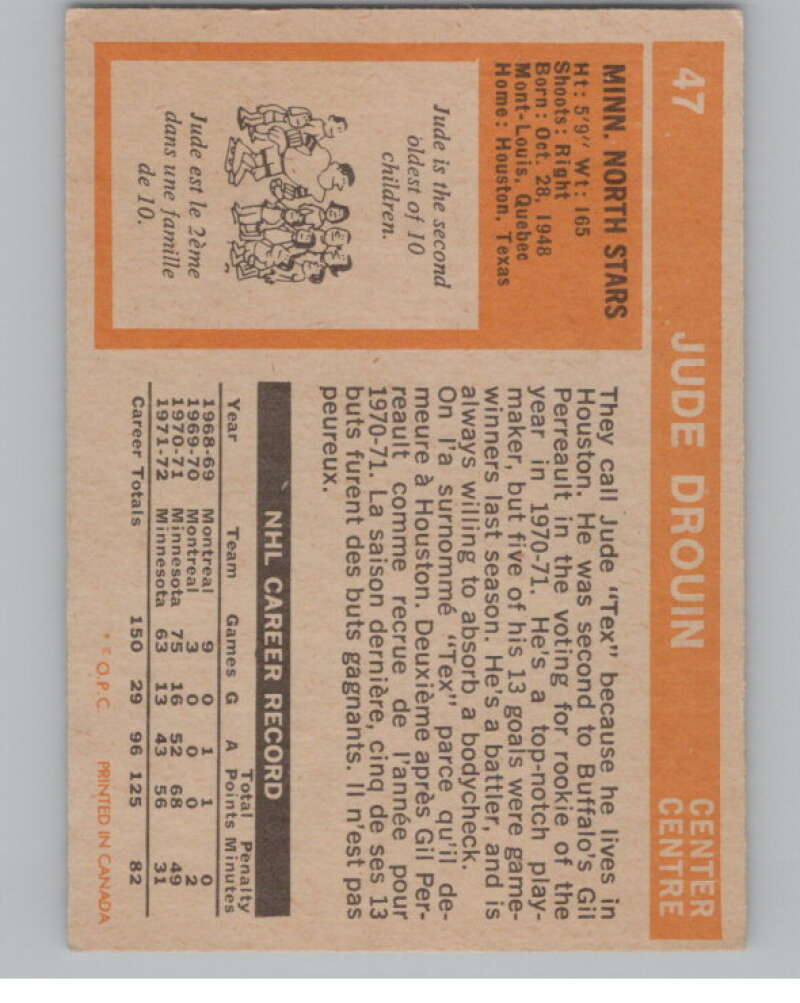 47 JUDE DROUIN CENTER
CENTRE
MINN. NORTH STARS
Ht: 5'9" Wt: 165
Shoots: Right
Born: Oct. 28, 1948
Mont-Louis, Quebec
Home: Houston, Texas
Jude is the second
oldest of 10
children.
Jude est le 2ème
dans une famille
de 10.
They call Jude "Tex" because he lives in
Houston. He was second to Buffalo's Gil
Perreault in the voting for rookie of the
year in 1970-71. He's a top-notch play-
maker, but five of his 13 goals were game-
winners last season. He's a battler, and is
always willing to absorb a bodycheck.
On l'a surnommé "Tex" parce qu'il de-
meure à Houston. Deuxième après Gil Per-
reault comme recrue de l'année pour
1970-71. La saison dernière, cinq de ses 13
buts furent des buts gagnants. Il n'est pas
peureux.
NHL CAREER RECORD
Total Penalty
Year Team Games G A Points Minutes
1968-69 Montreal 9 0 1 1 0
1969-70 Montreal 3 0 0 0 2
1970-71 Minnesota 75 16 52 68 49
1971-72 Minnesota 63 13 43 56 31
Career Totals 150 29 96 125 82
* © O.P.C. PRINTED IN CANADA